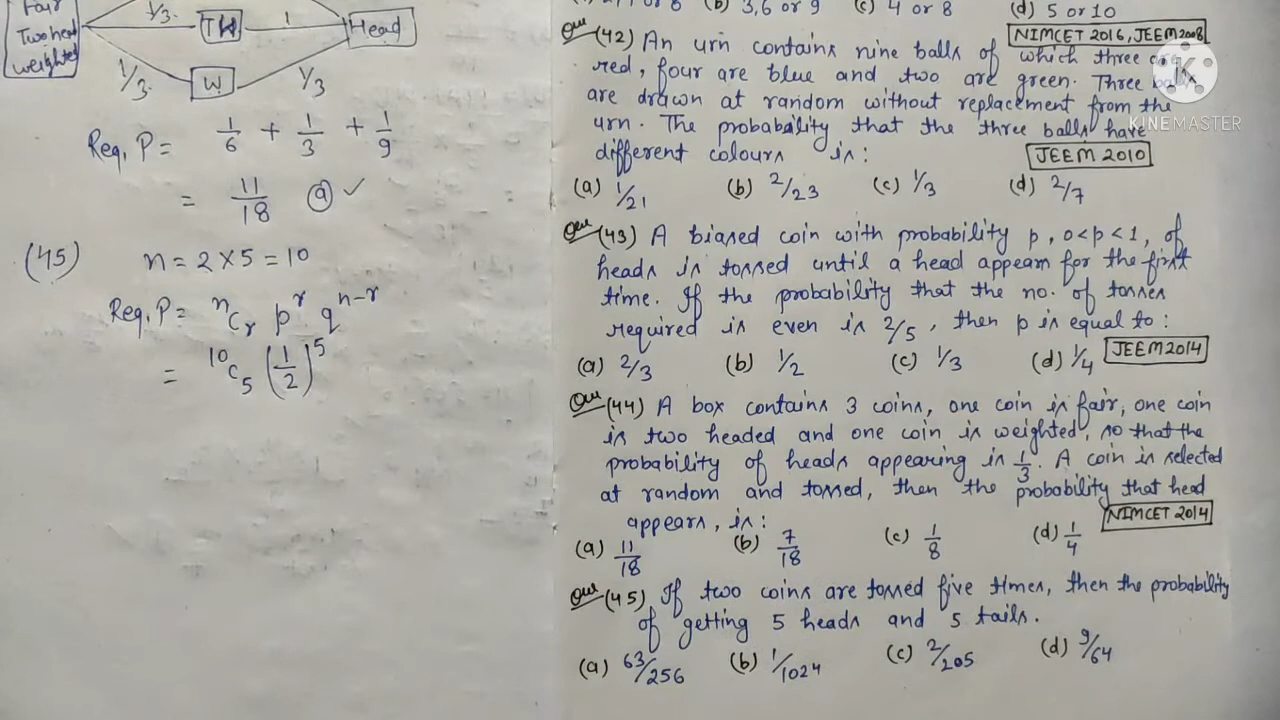 Fair
Two head
weighted
1/3.
TH
1
Head
1/3.
W
1/3
Req. P = 1/6 + 1/3 + 1/9
= 11/18 (a) ✓
(45) n = 2 × 5 = 10
Req. P = ⁿCᵣ pʳ qⁿ⁻ʳ
= ¹⁰C₅ (1/2)⁵
(b) 3,6 or 9 (c) 4 or 8 (d) 5 or 10
NIMCET 2016, JEEM 2008
Que (42) An urn contains nine balls of which three are
red, four are blue and two are green. Three balls
are drawn at random without replacement from the
urn. The probability that the three balls have
different colours is:
JEEM 2010
(a) 1/21 (b) 2/23 (c) 1/3 (d) 2/7
Que (43) A biased coin with probability p, 0<p<1, of
heads is tossed until a head appears for the first
time. If the probability that the no. of tosses
required is even is 2/5, then p is equal to:
(a) 2/3 (b) 1/2 (c) 1/3 (d) 1/4 JEEM 2014
Que (44) A box contains 3 coins, one coin is fair, one coin
is two headed and one coin is weighted, so that the
probability of heads appearing is 1/3. A coin is selected
at random and tossed, then the probability that head
appears, is:
NIMCET 2014
(a) 11/18 (b) 7/18 (c) 1/8 (d) 1/4
Que (45) If two coins are tossed five times, then the probability
of getting 5 heads and 5 tails.
(a) 63/256 (b) 1/1024 (c) 2/205 (d) 9/64
KINEMASTER